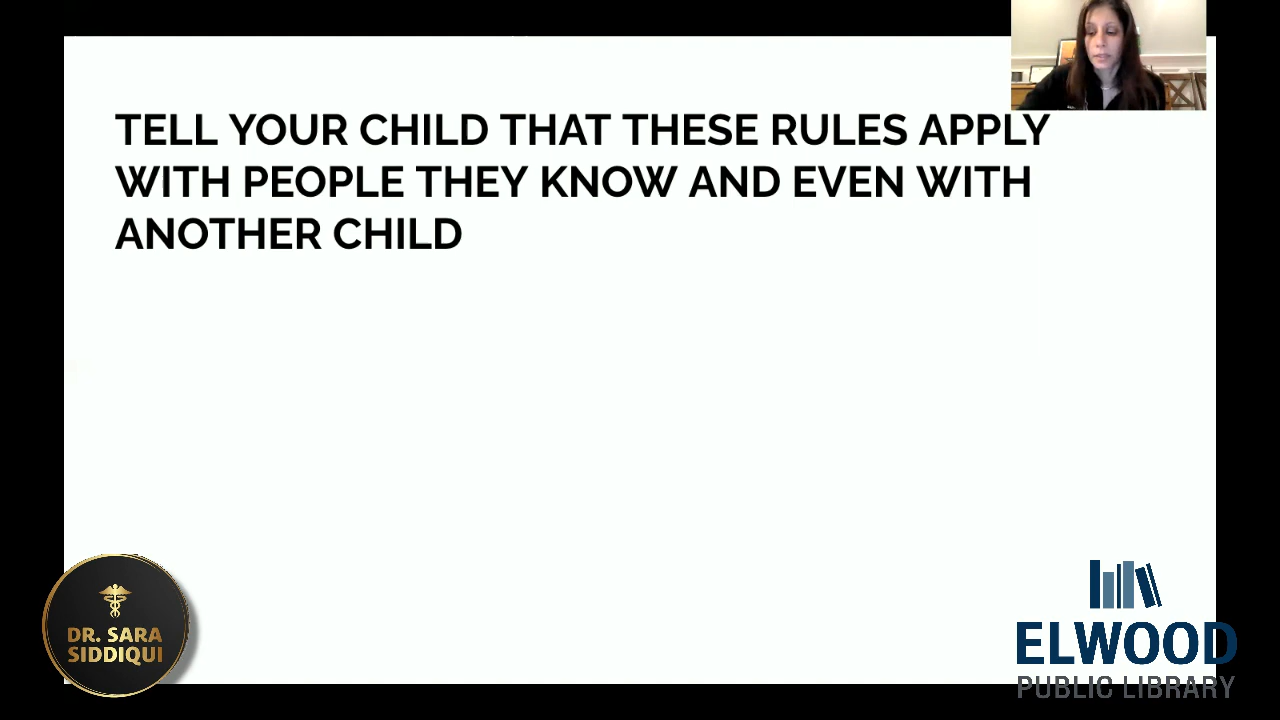 TELL YOUR CHILD THAT THESE RULES APPLY
WITH PEOPLE THEY KNOW AND EVEN WITH
ANOTHER CHILD
DR. SARA
SIDDIQUI
ELWOOD
PUBLIC LIBRARY